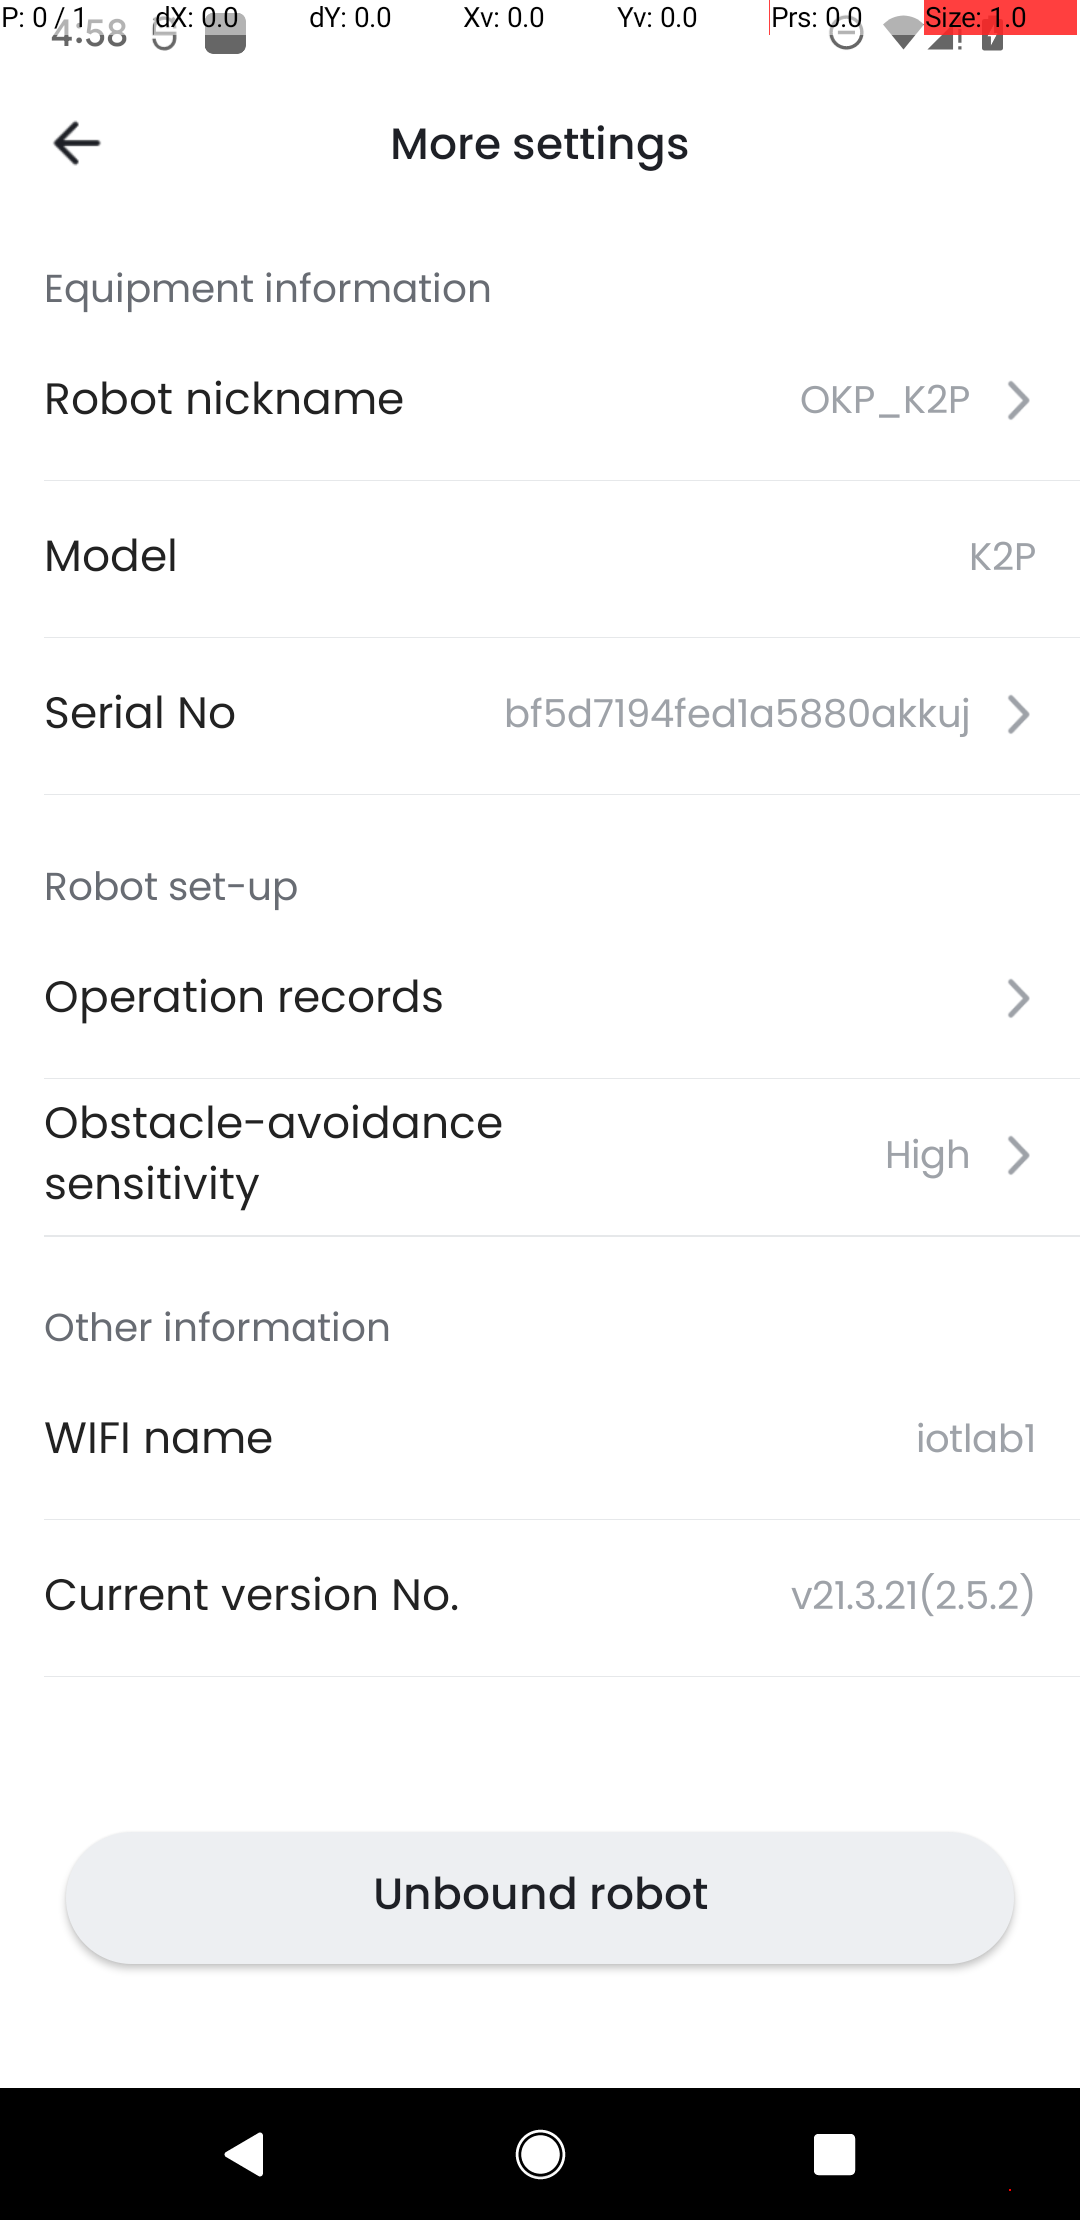 P: 0 / 1 dX: 0.0 dY: 0.0 Xv: 0.0 Yv: 0.0 Prs: 0.0 Size: 1.0
4:58
More settings
Equipment information
Robot nickname OKP_K2P
Model K2P
Serial No bf5d7194fed1a5880akkuj
Robot set-up
Operation records
Obstacle-avoidance
sensitivity High
Other information
WIFI name iotlab1
Current version No. v21.3.21(2.5.2)
Unbound robot